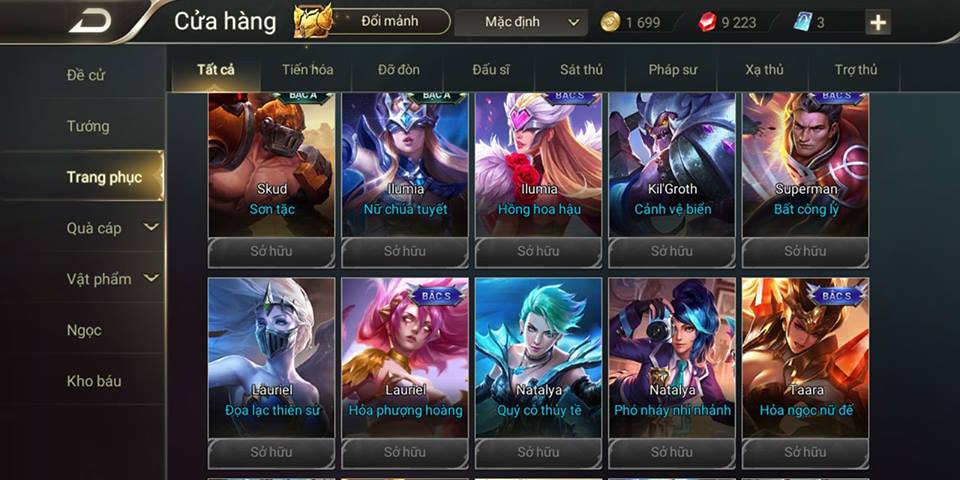 Cửa hàng
Đổi mảnh
Mặc định
1 699
9 223
3
Đề cử
Tướng
Trang phục
Quà cáp
Vật phẩm
Ngọc
Kho báu
Tất cả
Tiến hóa
Đỡ đòn
Đấu sĩ
Sát thủ
Pháp sư
Xạ thủ
Trợ thủ
BẬC A
Skud
Sơn tặc
Sở hữu
BẬC A
Ilumia
Nữ chúa tuyết
Sở hữu
BẬC S
Ilumia
Hồng hoa hậu
Sở hữu
Kil'Groth
Cảnh vệ biển
Sở hữu
BẬC S
Superman
Bất công lý
Sở hữu
Lauriel
Đọa lạc thiên sứ
Sở hữu
BẬC S
Lauriel
Hỏa phượng hoàng
Sở hữu
Natalya
Quý cô thủy tề
Sở hữu
Natalya
Phó nháy nhí nhảnh
Sở hữu
BẬC S
Taara
Hỏa ngọc nữ đế
Sở hữu